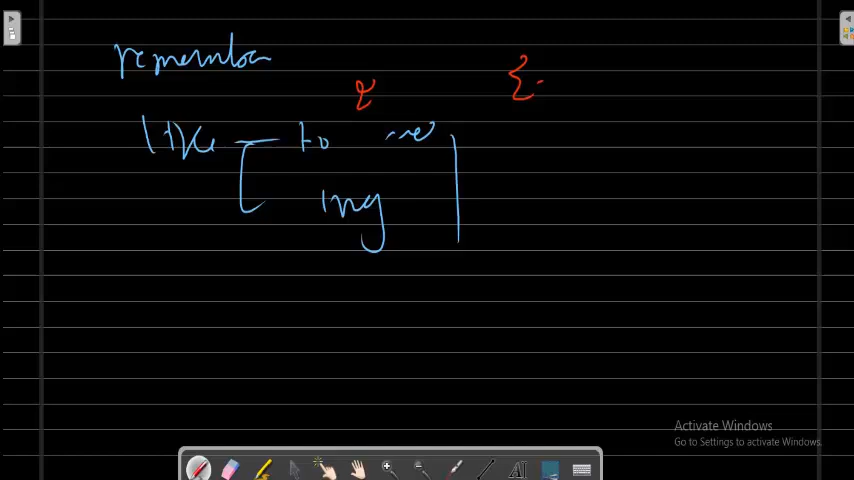 remember
like to
ing
Activate Windows
Go to Settings to activate Windows.